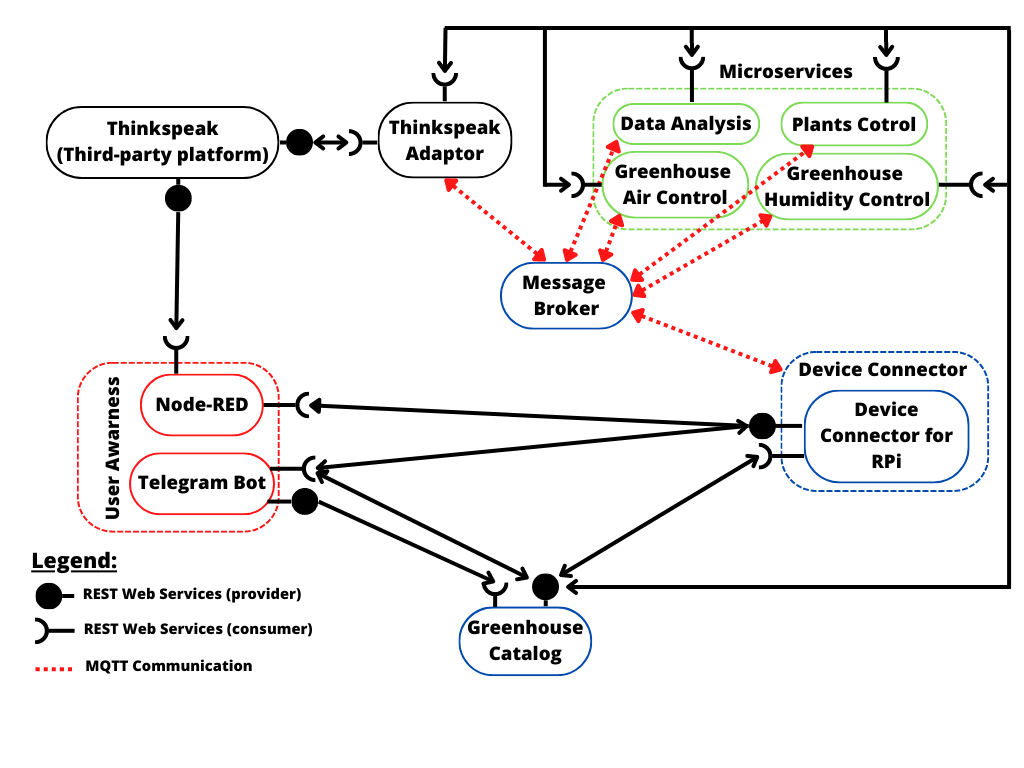 Microservices
Thinkspeak
(Third-party platform)
Thinkspeak
Adaptor
Data Analysis
Plants Cotrol
Greenhouse
Air Control
Greenhouse
Humidity Control
Message
Broker
User Awarness
Node-RED
Telegram Bot
Device Connector
Device
Connector for
RPi
Greenhouse
Catalog
Legend:
REST Web Services (provider)
REST Web Services (consumer)
MQTT Communication